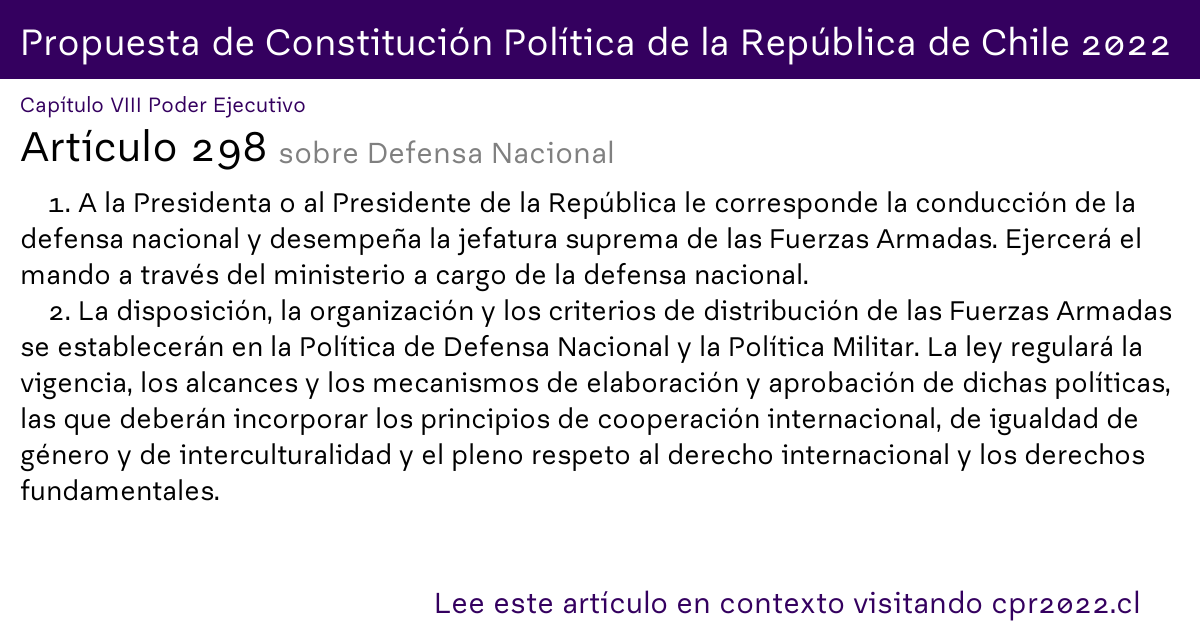 Propuesta de Constitución Política de la República de Chile 2022
Capítulo VIII Poder Ejecutivo
Artículo 298 sobre Defensa Nacional
1. A la Presidenta o al Presidente de la República le corresponde la conducción de la
defensa nacional y desempeña la jefatura suprema de las Fuerzas Armadas. Ejercerá el
mando a través del ministerio a cargo de la defensa nacional.
2. La disposición, la organización y los criterios de distribución de las Fuerzas Armadas
se establecerán en la Política de Defensa Nacional y la Política Militar. La ley regulará la
vigencia, los alcances y los mecanismos de elaboración y aprobación de dichas políticas,
las que deberán incorporar los principios de cooperación internacional, de igualdad de
género y de interculturalidad y el pleno respeto al derecho internacional y los derechos
fundamentales.
Lee este artículo en contexto visitando cpr2022.cl